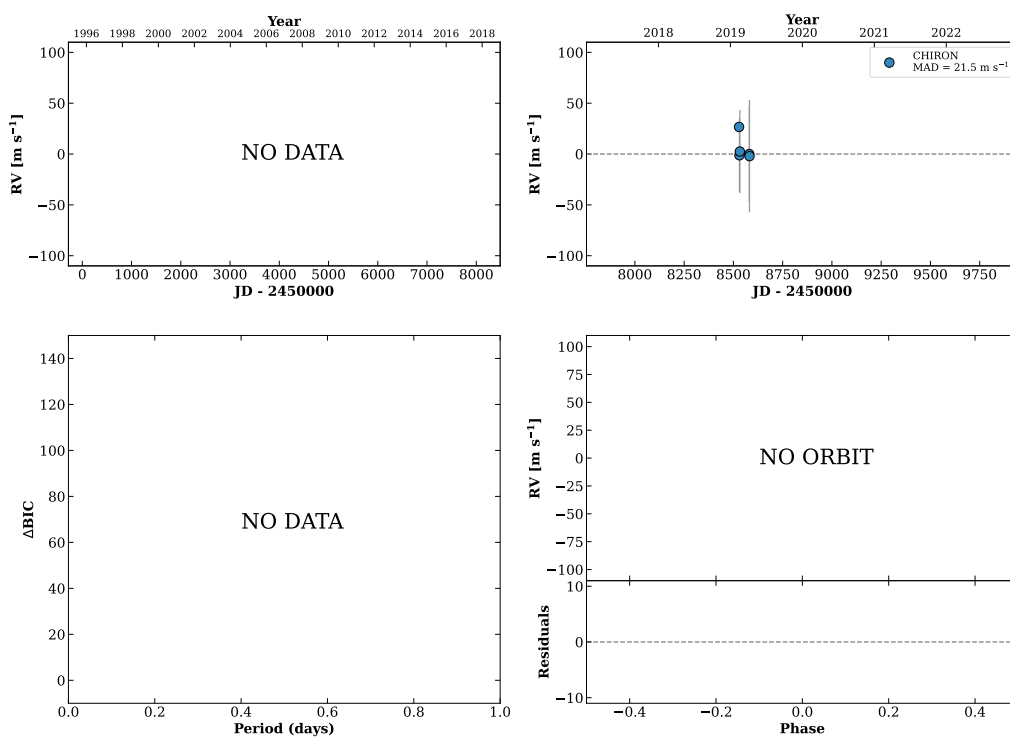 Year
1996 1998 2000 2002 2004 2006 2008 2010 2012 2014 2016 2018
100
50
0
−50
−100
RV [m s⁻¹]
NO DATA
0 1000 2000 3000 4000 5000 6000 7000 8000
JD - 2450000
Year
2018 2019 2020 2021 2022
CHIRON
MAD = 21.5 m s⁻¹
100
50
0
−50
−100
RV [m s⁻¹]
8000 8250 8500 8750 9000 9250 9500 9750
JD - 2450000
140
120
100
80
60
40
20
0
ΔBIC
NO DATA
0.0 0.2 0.4 0.6 0.8 1.0
Period (days)
100
75
50
25
0
−25
−50
−75
−100
RV [m s⁻¹]
NO ORBIT
10
0
−10
Residuals
−0.4 −0.2 0.0 0.2 0.4
Phase